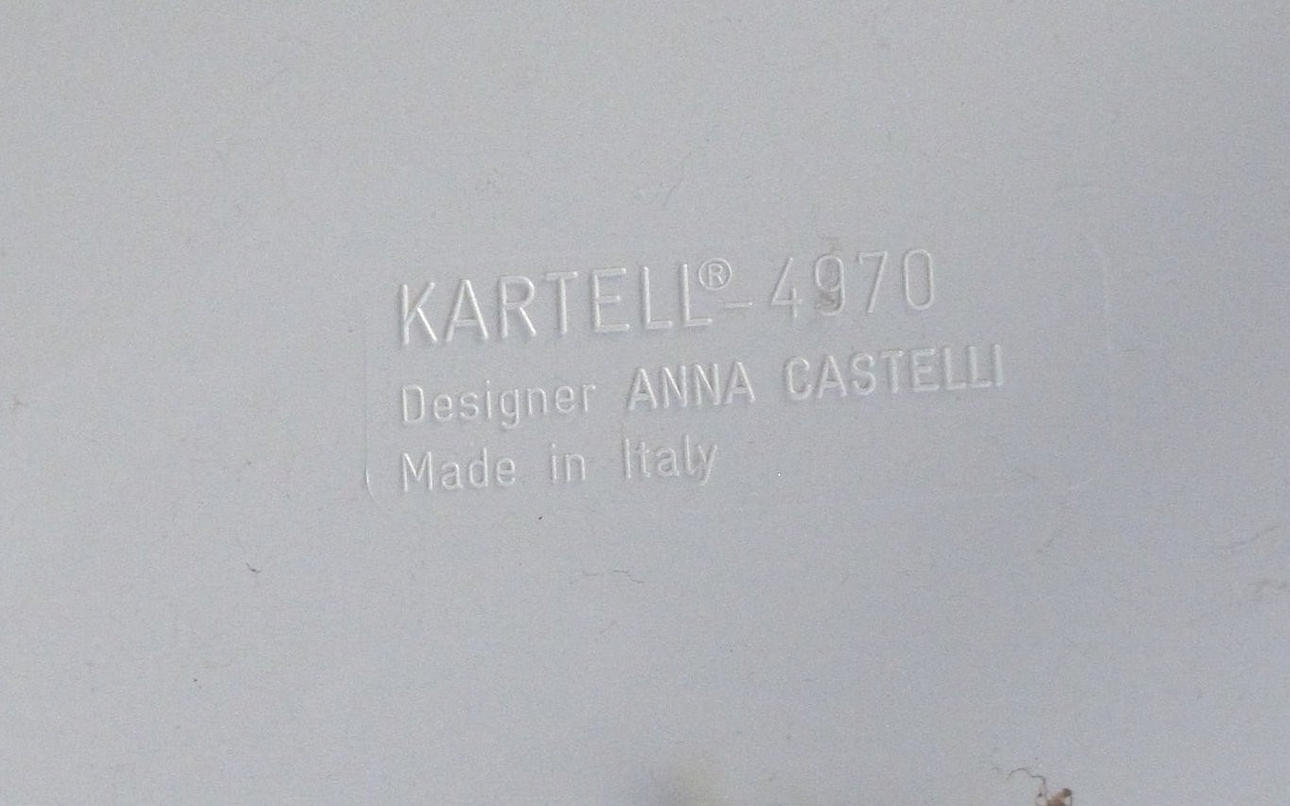 KARTELL®-4970
Designer ANNA CASTELLI
Made in Italy